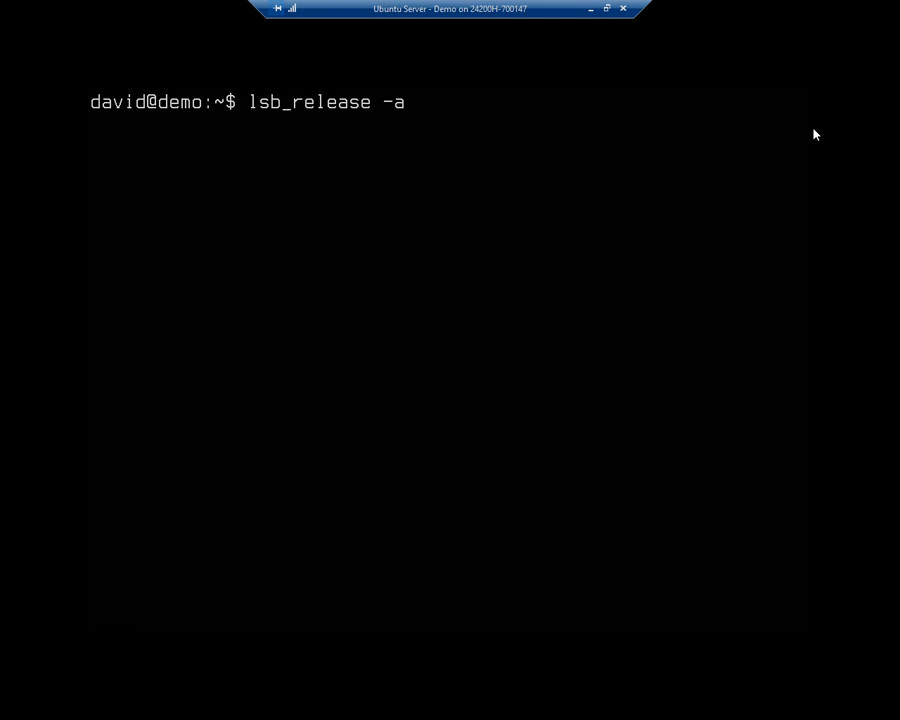 Ubuntu Server - Demo on 24200H-700147
david@demo:~$ lsb_release -a